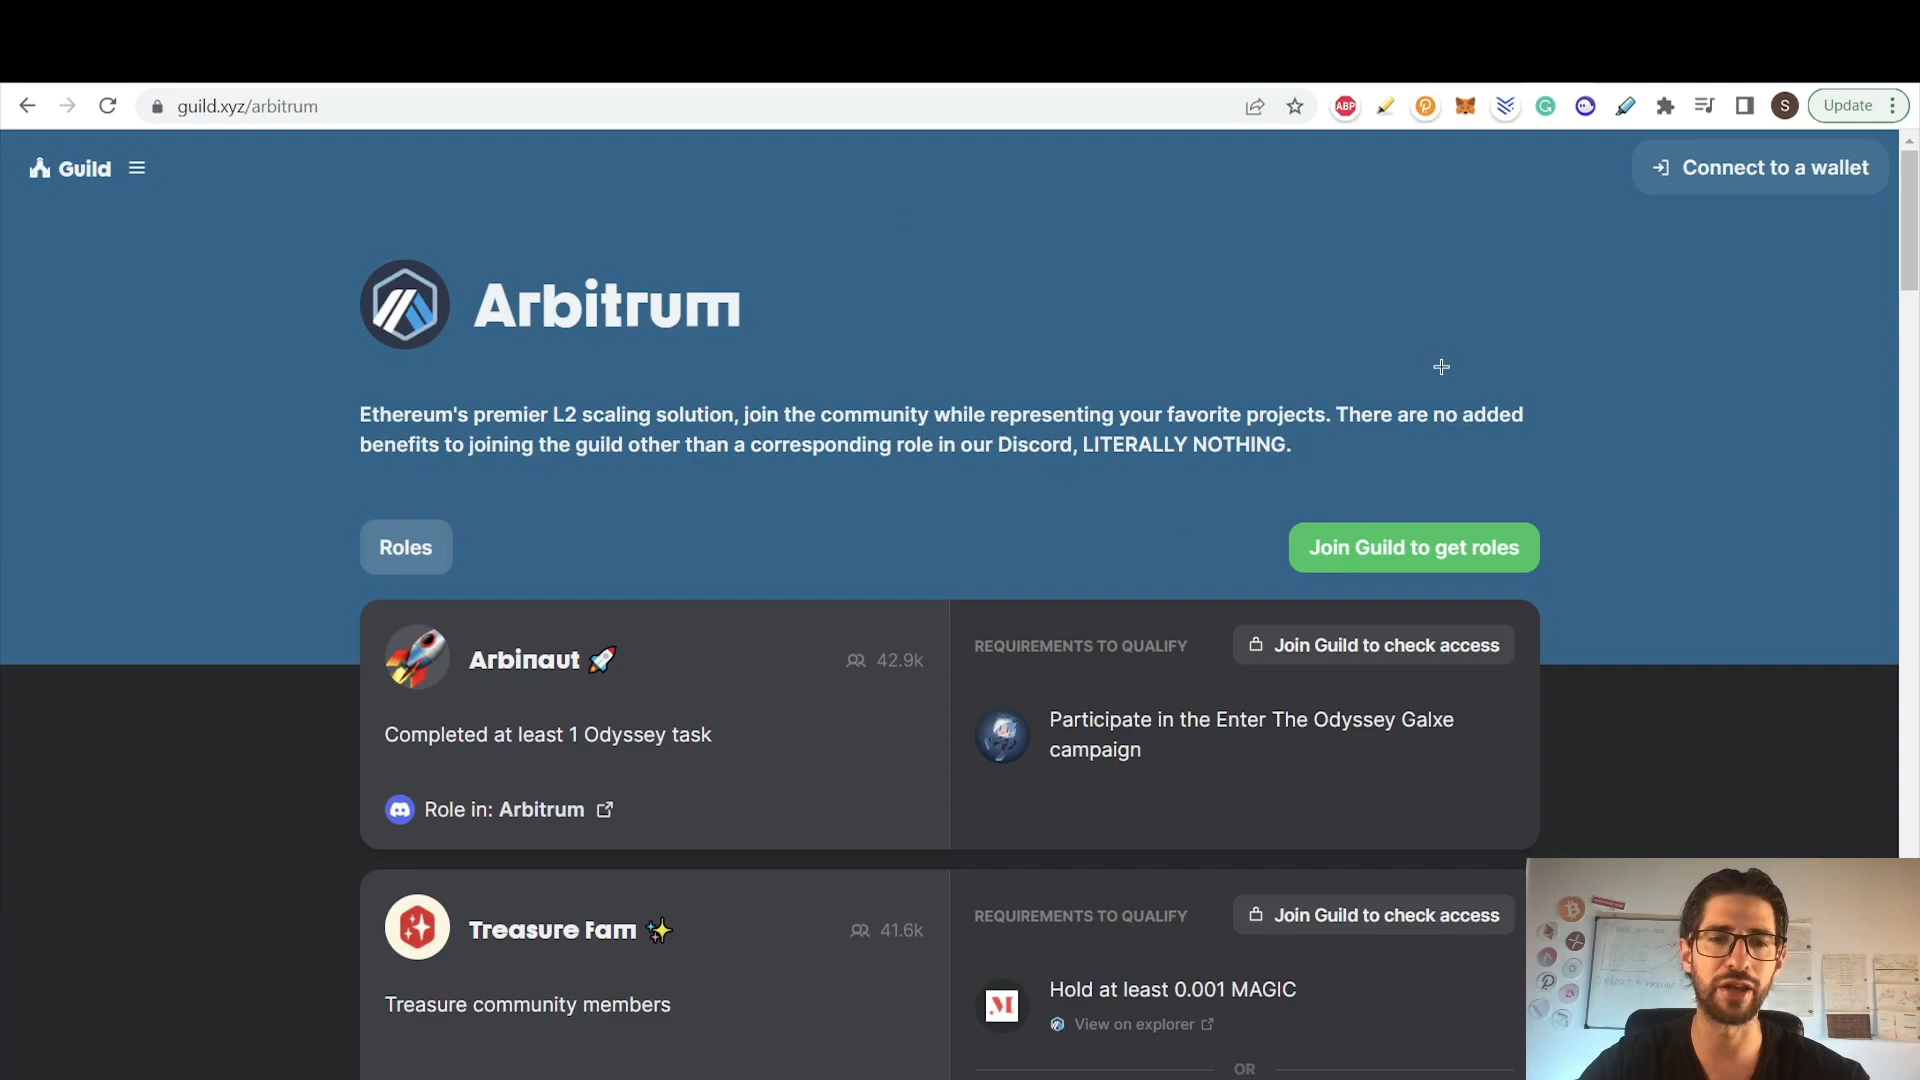 guild.xyz/arbitrum
ABP
S
Update
Guild
Connect to a wallet
Arbitrum
Ethereum's premier L2 scaling solution, join the community while representing your favorite projects. There are no added
benefits to joining the guild other than a corresponding role in our Discord, LITERALLY NOTHING.
Roles
Join Guild to get roles
Arbinaut 🚀
42.9k
Completed at least 1 Odyssey task
Role in: Arbitrum
REQUIREMENTS TO QUALIFY
Join Guild to check access
Participate in the Enter The Odyssey Galxe
campaign
Treasure Fam ✨
41.6k
Treasure community members
REQUIREMENTS TO QUALIFY
Join Guild to check access
M
Hold at least 0.001 MAGIC
View on explorer
OR